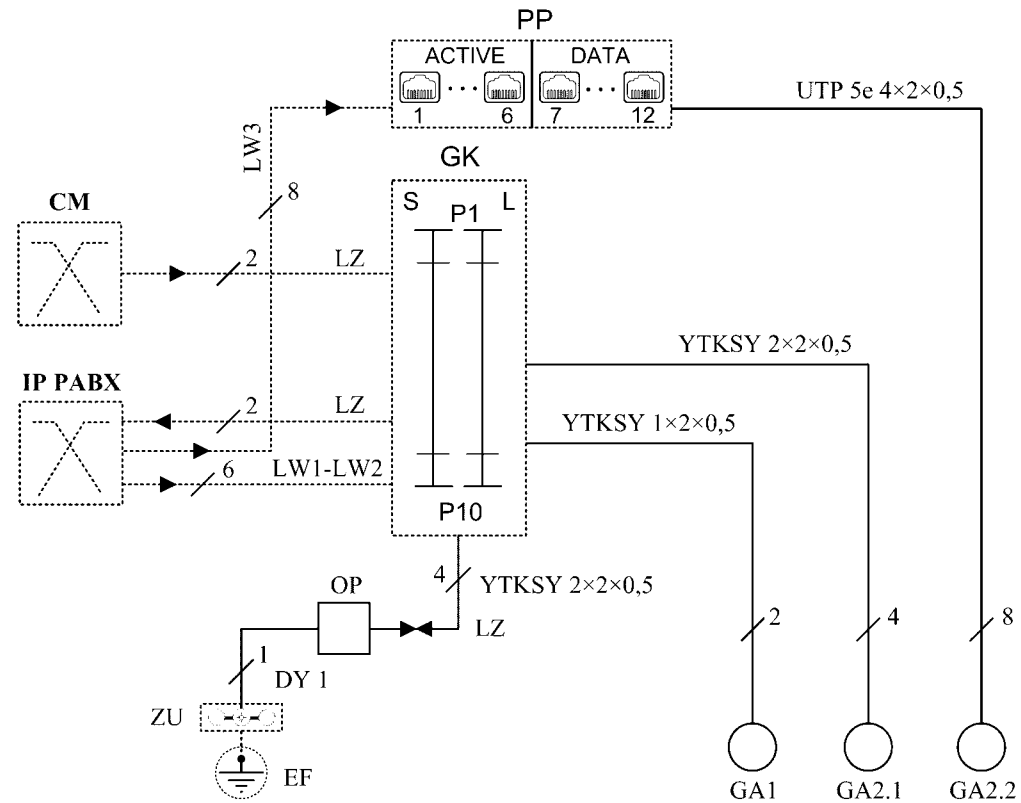 PP
ACTIVE DATA
1 6 7 12
UTP 5e 4×2×0,5
LW3
8
GK
S L
P1
CM
2 LZ
YTKSY 2×2×0,5
IP PABX
2 LZ
YTKSY 1×2×0,5
6 LW1-LW2
P10
4 YTKSY 2×2×0,5
OP
LZ
2 4 8
1
DY 1
ZU
EF
GA1 GA2.1 GA2.2